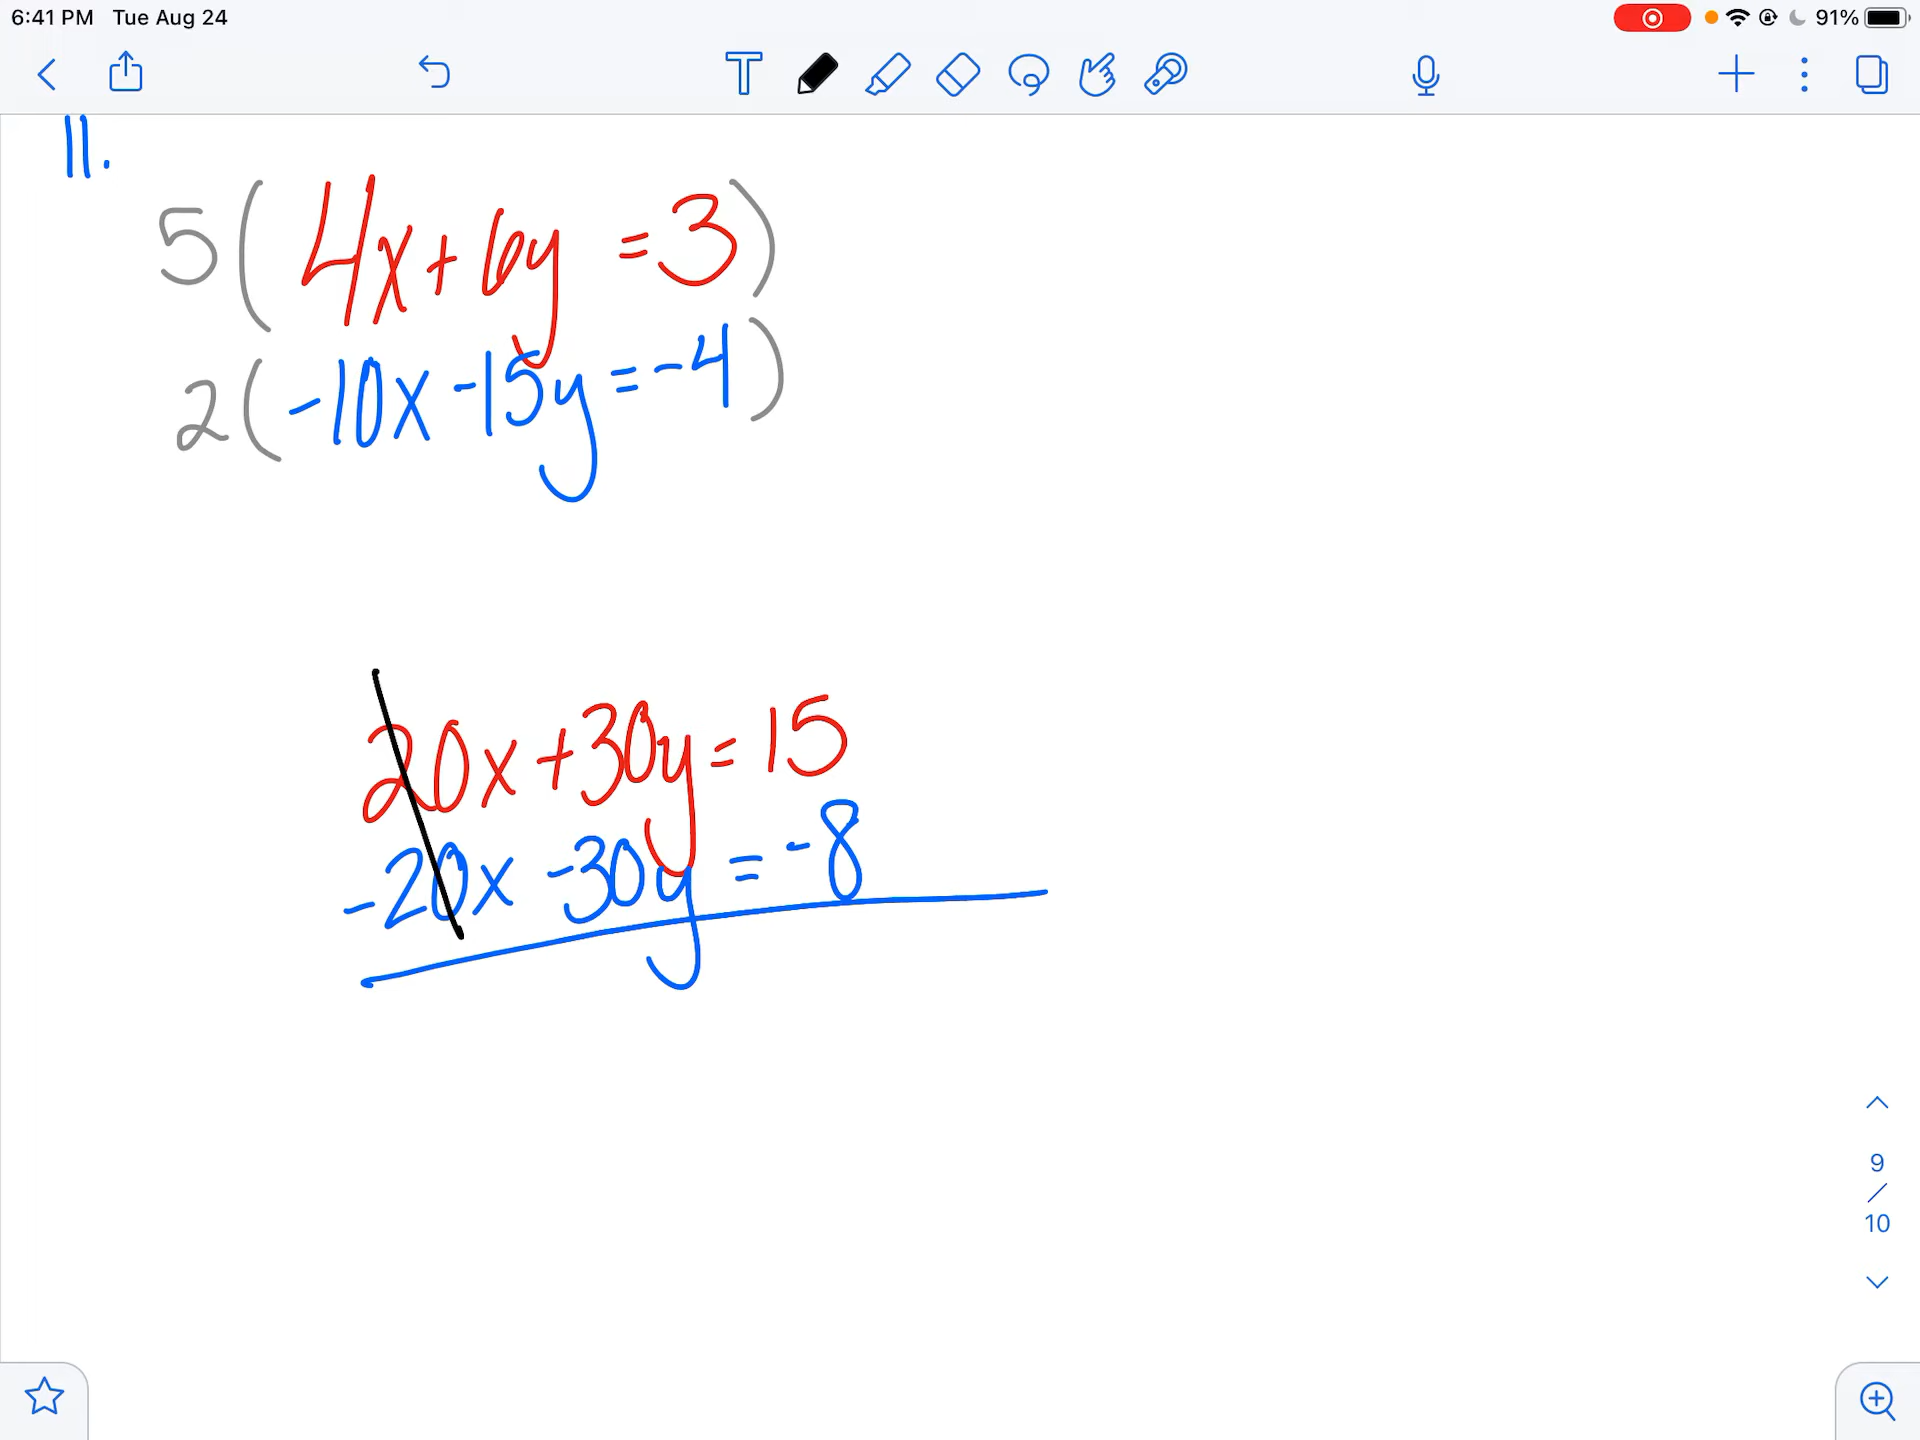 6:41 PM Tue Aug 24
91%
T
11.
5(4x+6y=3)
2(-10x-15y=-4)
20x+30y=15
-20x-30y=-8
9
/
10